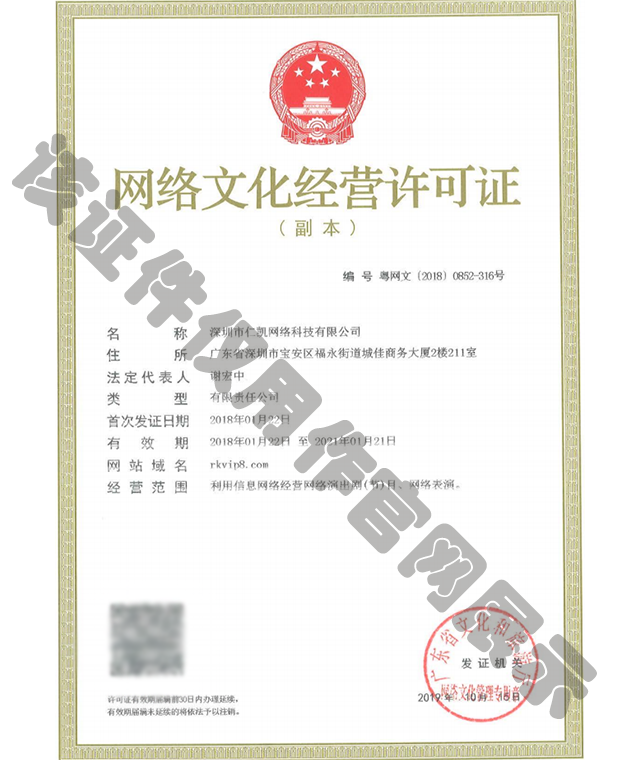 网络文化经营许可证
（副本）
编 号 粤网文（2018）0852-316号
名 称 深圳市仁凯网络科技有限公司
住 所 广东省深圳市宝安区福永街道城佳商务大厦2楼211室
法定代表人 谢宏中
类 型 有限责任公司
首次发证日期 2018年01月22日
有 效 期 2018年01月22日 至 2021年01月21日
网站域名 rkvip8.com
经营范围 利用信息网络经营网络演出剧(节)目、网络表演。
该证件仅用作官网展示
广东省文化和旅游厅
发证机关
网络文化管理专用章
2019年 10月 15日
许可证有效期届满前30日内办理延续。
有效期届满未延续的将依法予以注销。